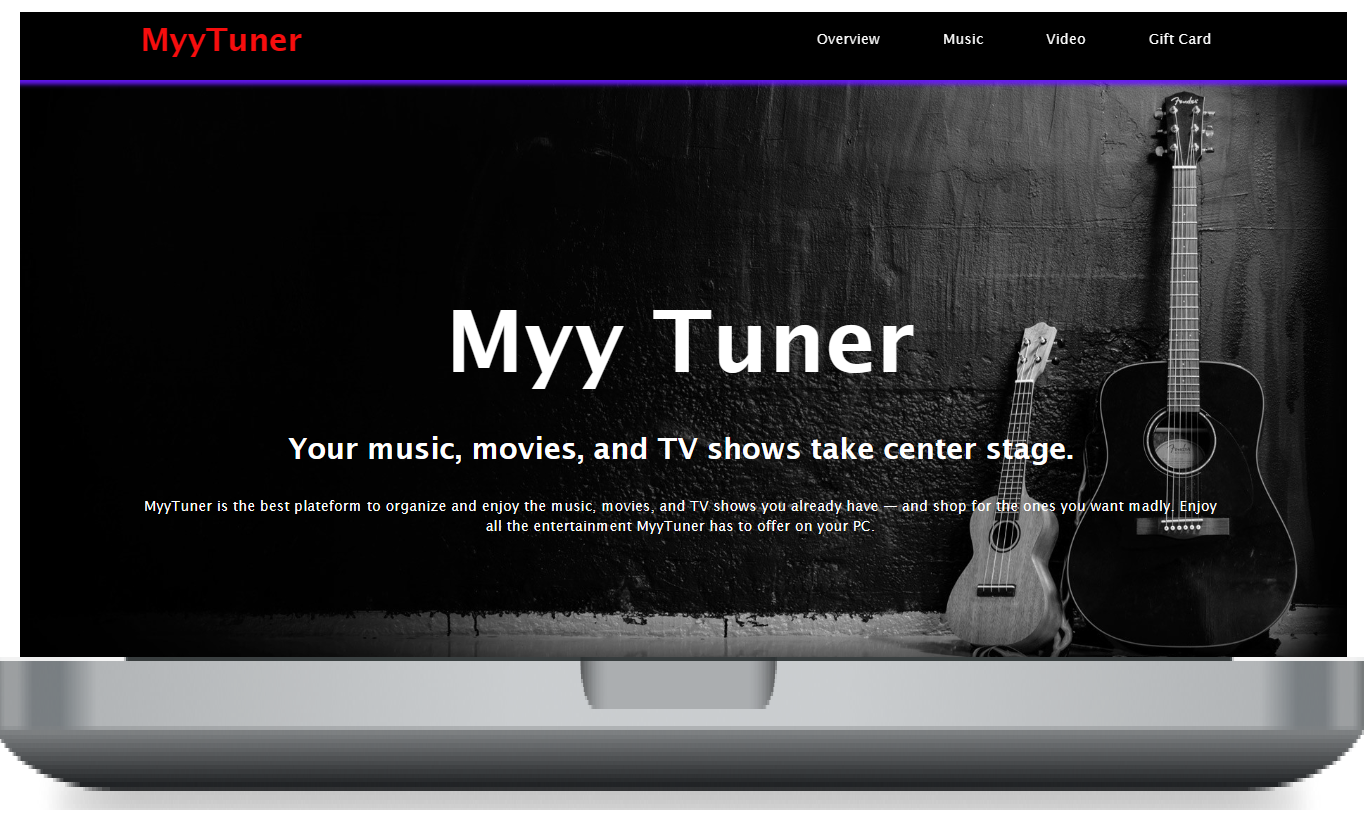 MyyTuner
Overview Music Video Gift Card
Fender
Myy Tuner
Your music, movies, and TV shows take center stage.
MyyTuner is the best plateform to organize and enjoy the music, movies, and TV shows you already have — and shop for the ones you want madly. Enjoy
all the entertainment MyyTuner has to offer on your PC.